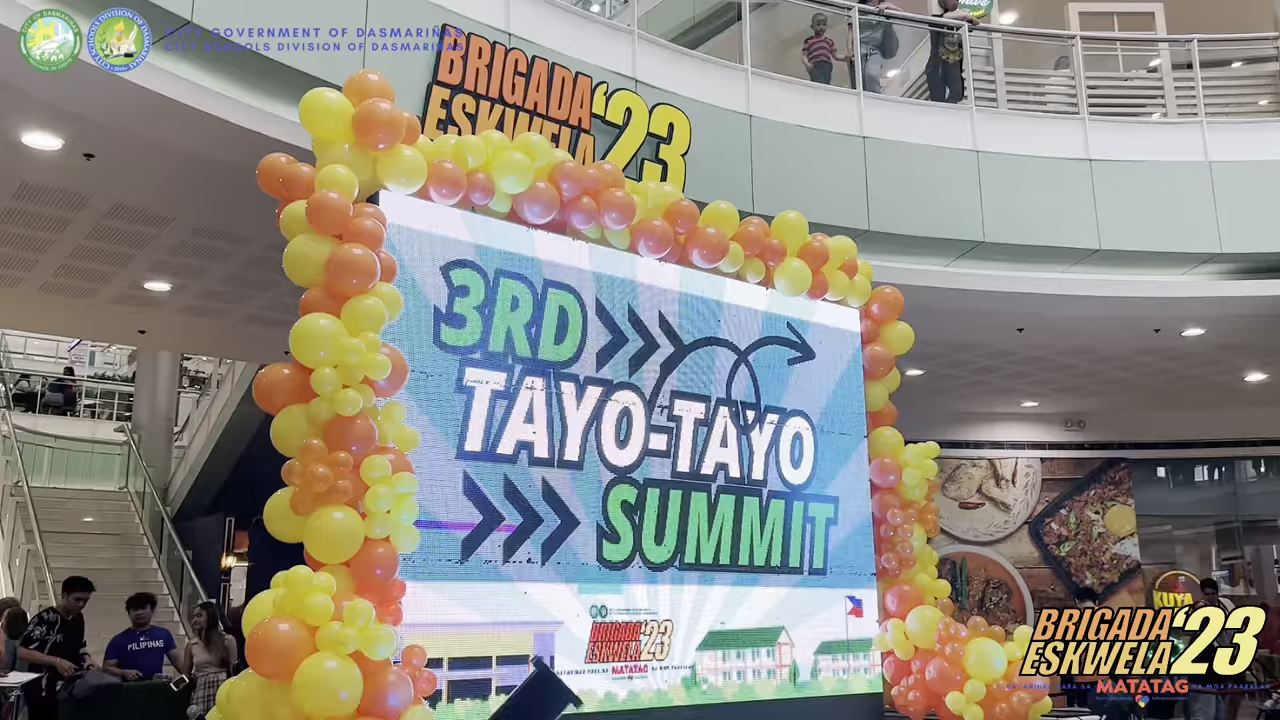 CITY GOVERNMENT OF DASMARIÑAS
CITY SCHOOLS DIVISION OF DASMARIÑAS
BRIGADA
ESKWELA '23
3RD
TAYO-TAYO
SUMMIT
BRIGADA
ESKWELA '23
MATATAG
PILIPINAS
KUYA
BRIGADA
ESKWELA '23
MATATAG